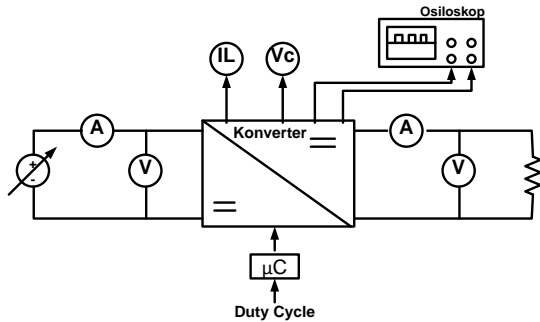 Osiloskop
IL
Vc
Konverter
A
A
V
V
+
-
µC
Duty Cycle